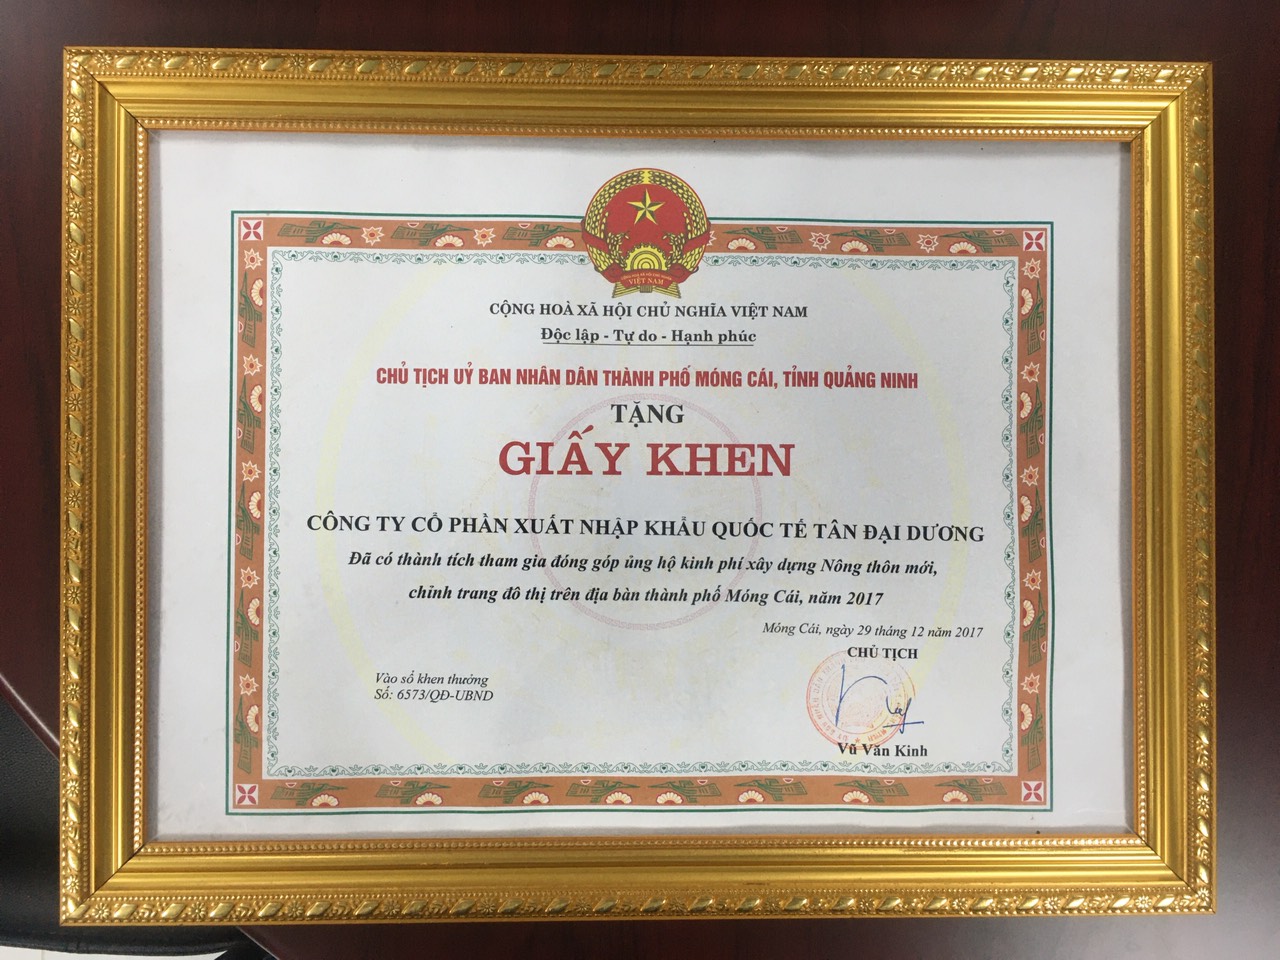 VIỆT NAM
CỘNG HOÀ XÃ HỘI CHỦ NGHĨA VIỆT NAM
Độc lập - Tự do - Hạnh phúc
CHỦ TỊCH UỶ BAN NHÂN DÂN THÀNH PHỐ MÓNG CÁI, TỈNH QUẢNG NINH
TẶNG
GIẤY KHEN
CÔNG TY CỔ PHẦN XUẤT NHẬP KHẨU QUỐC TẾ TÂN ĐẠI DƯƠNG
Đã có thành tích tham gia đóng góp ủng hộ kinh phí xây dựng Nông thôn mới,
chỉnh trang đô thị trên địa bàn thành phố Móng Cái, năm 2017
Móng Cái, ngày 29 tháng 12 năm 2017
CHỦ TỊCH
Vào sổ khen thưởng
Số: 6573/QĐ-UBND
Vũ Văn Kinh